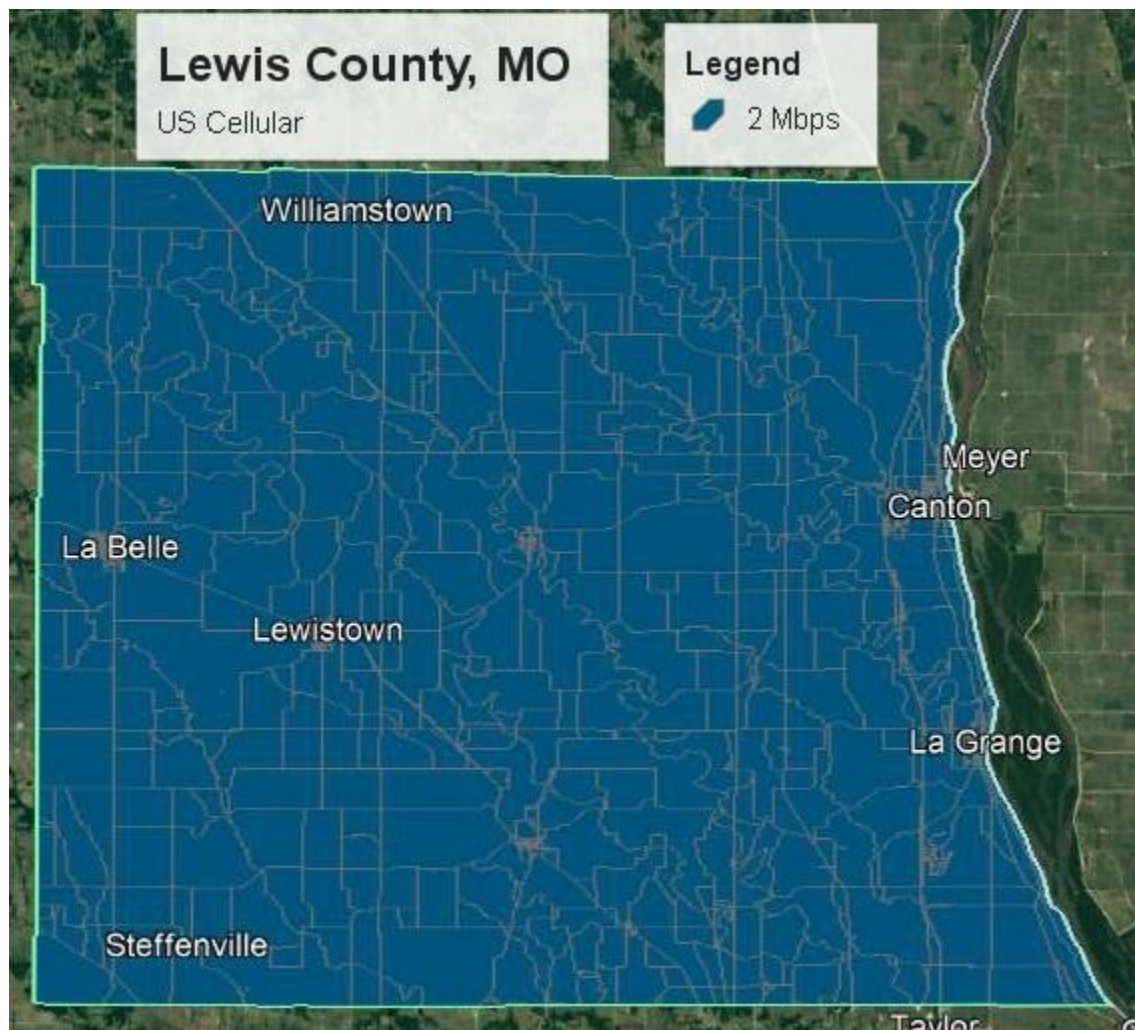 Lewis County, MO
US Cellular
Legend
2 Mbps
Williamstown
Meyer
Canton
La Belle
Lewistown
La Grange
Steffenville
Taylor